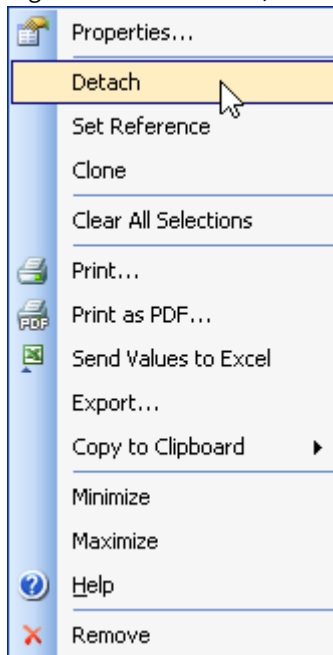 Properties...
Detach
Set Reference
Clone
Clear All Selections
Print...
PDF
Print as PDF...
Send Values to Excel
Export...
Copy to Clipboard
Minimize
Maximize
Help
Remove